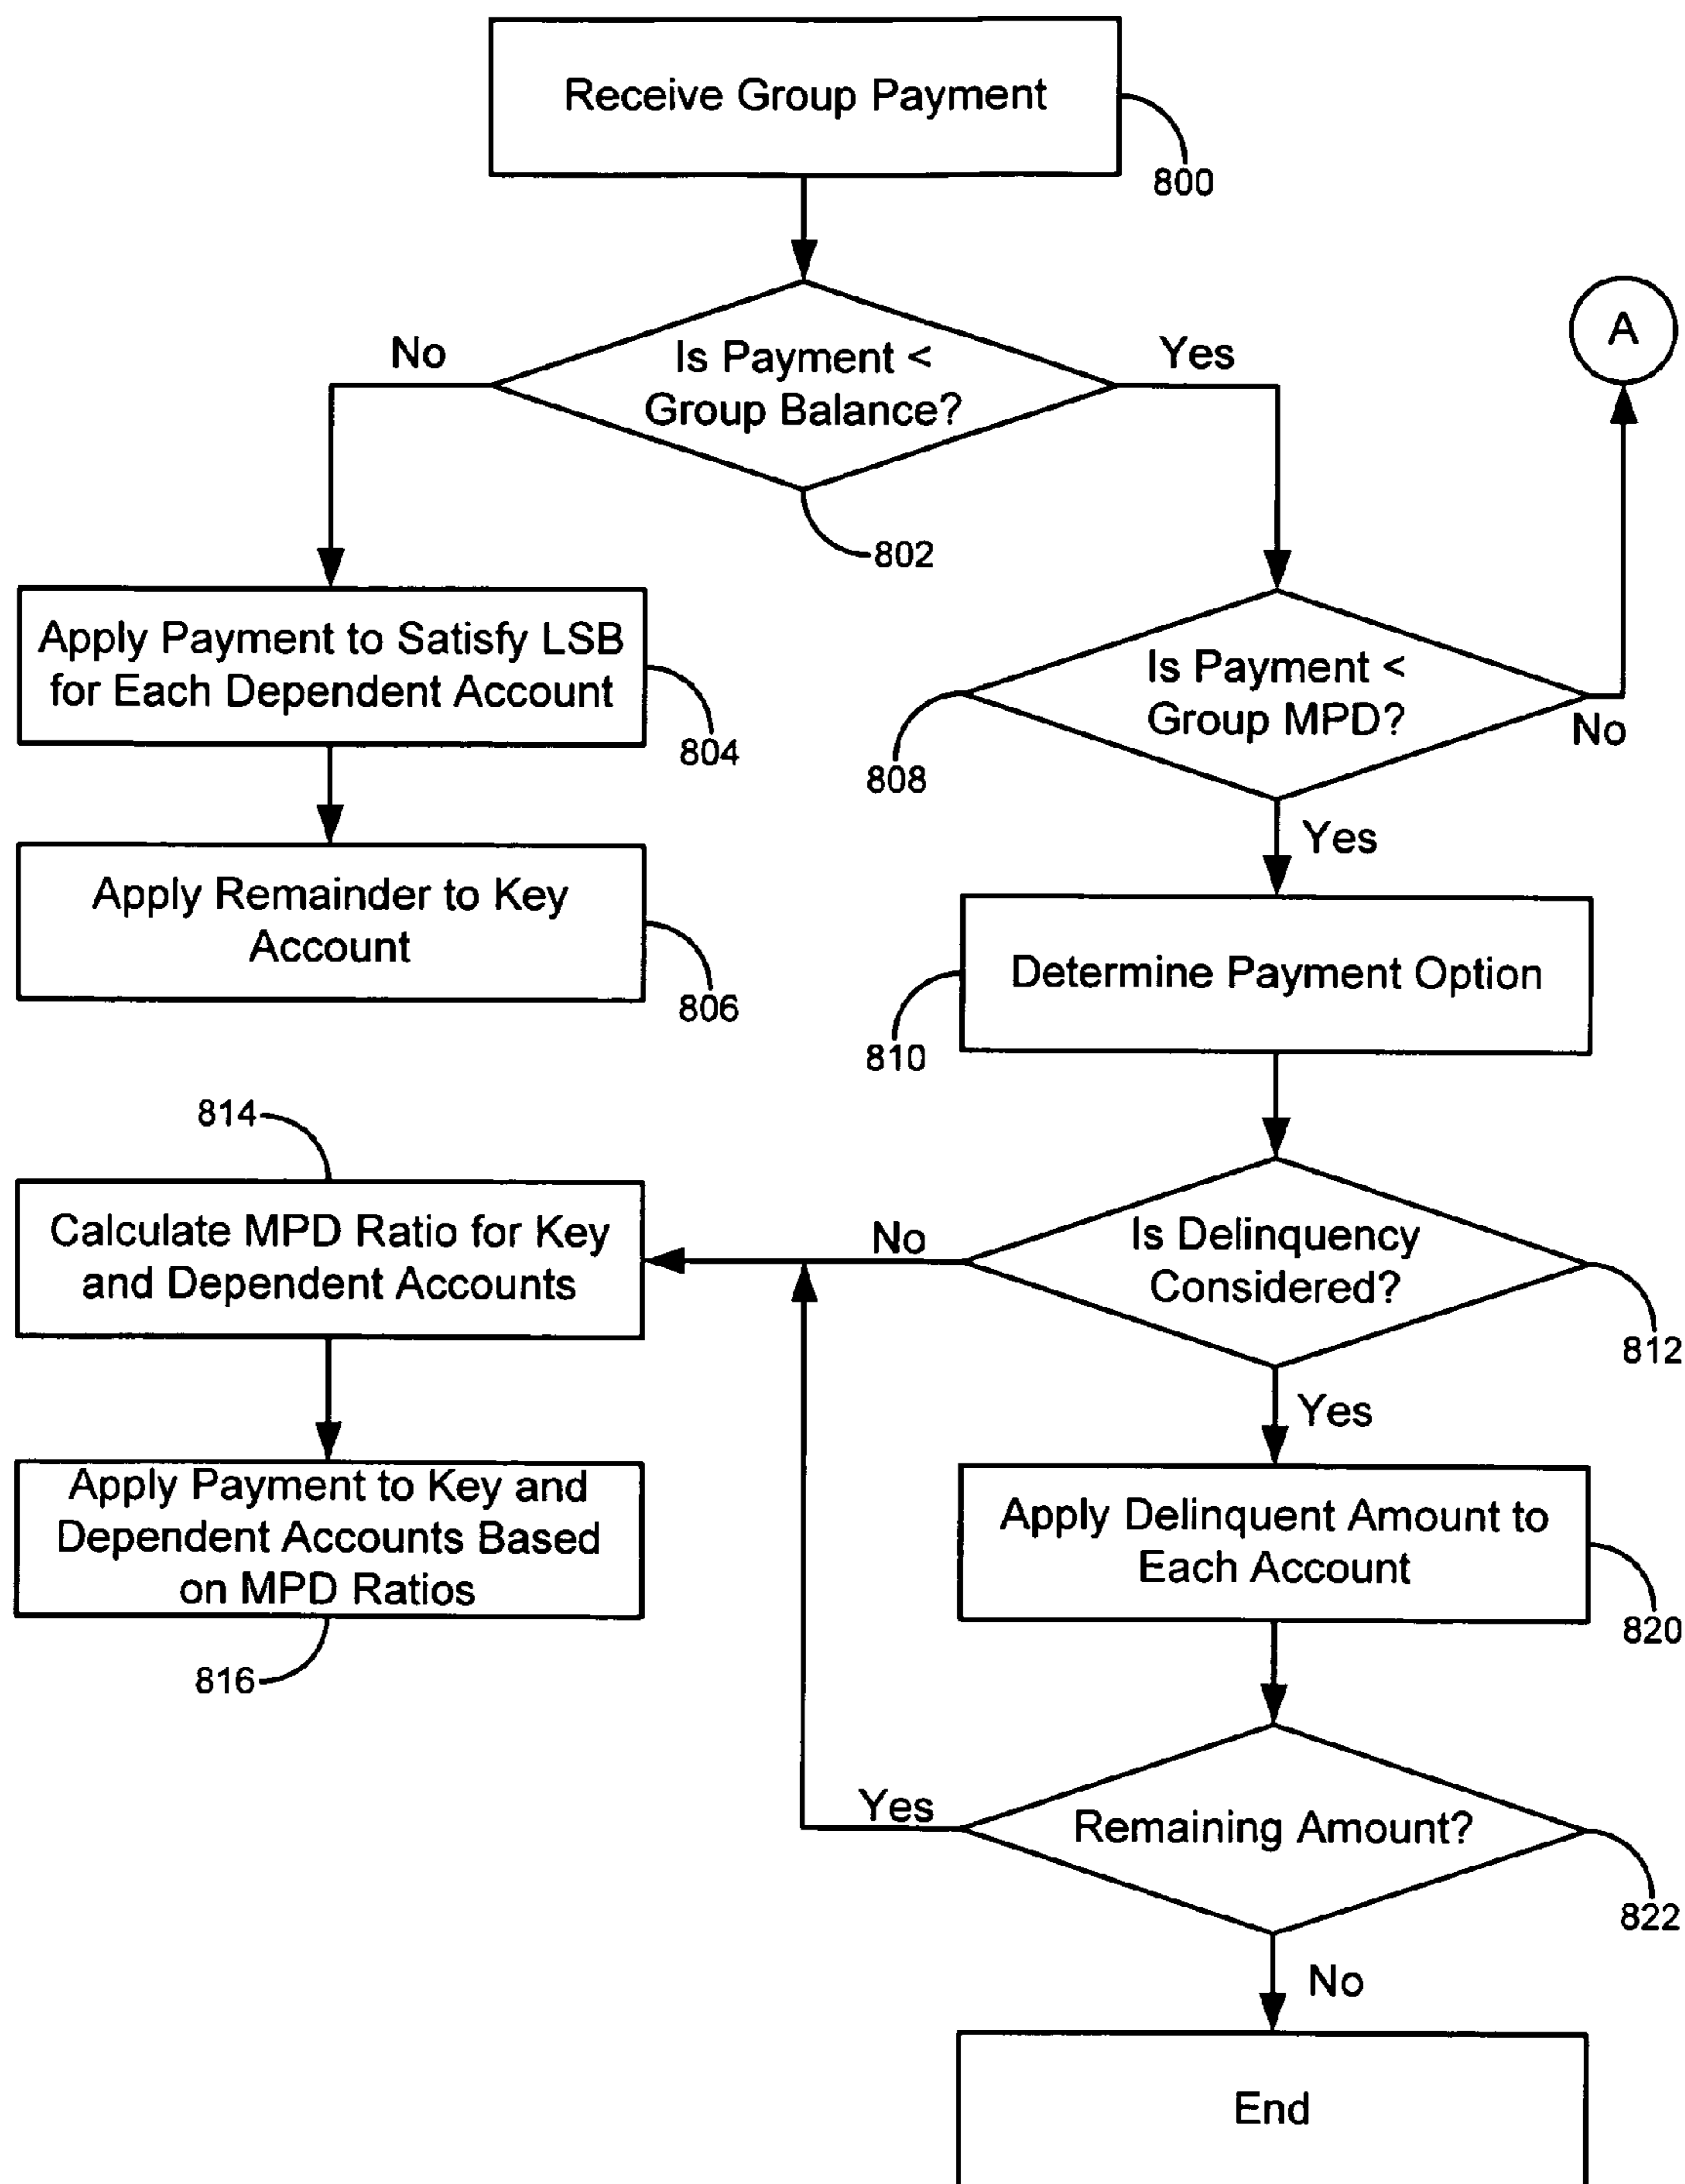 Receive Group Payment
800
Is Payment <
Group Balance?
No
Yes
802
A
Apply Payment to Satisfy LSB
for Each Dependent Account
804
Is Payment <
Group MPD?
No
808
Yes
Apply Remainder to Key
Account
806
Determine Payment Option
810
814
Calculate MPD Ratio for Key
and Dependent Accounts
No
Is Delinquency
Considered?
812
Yes
Apply Payment to Key and
Dependent Accounts Based
on MPD Ratios
816
Apply Delinquent Amount to
Each Account
820
Yes
Remaining Amount?
822
No
End